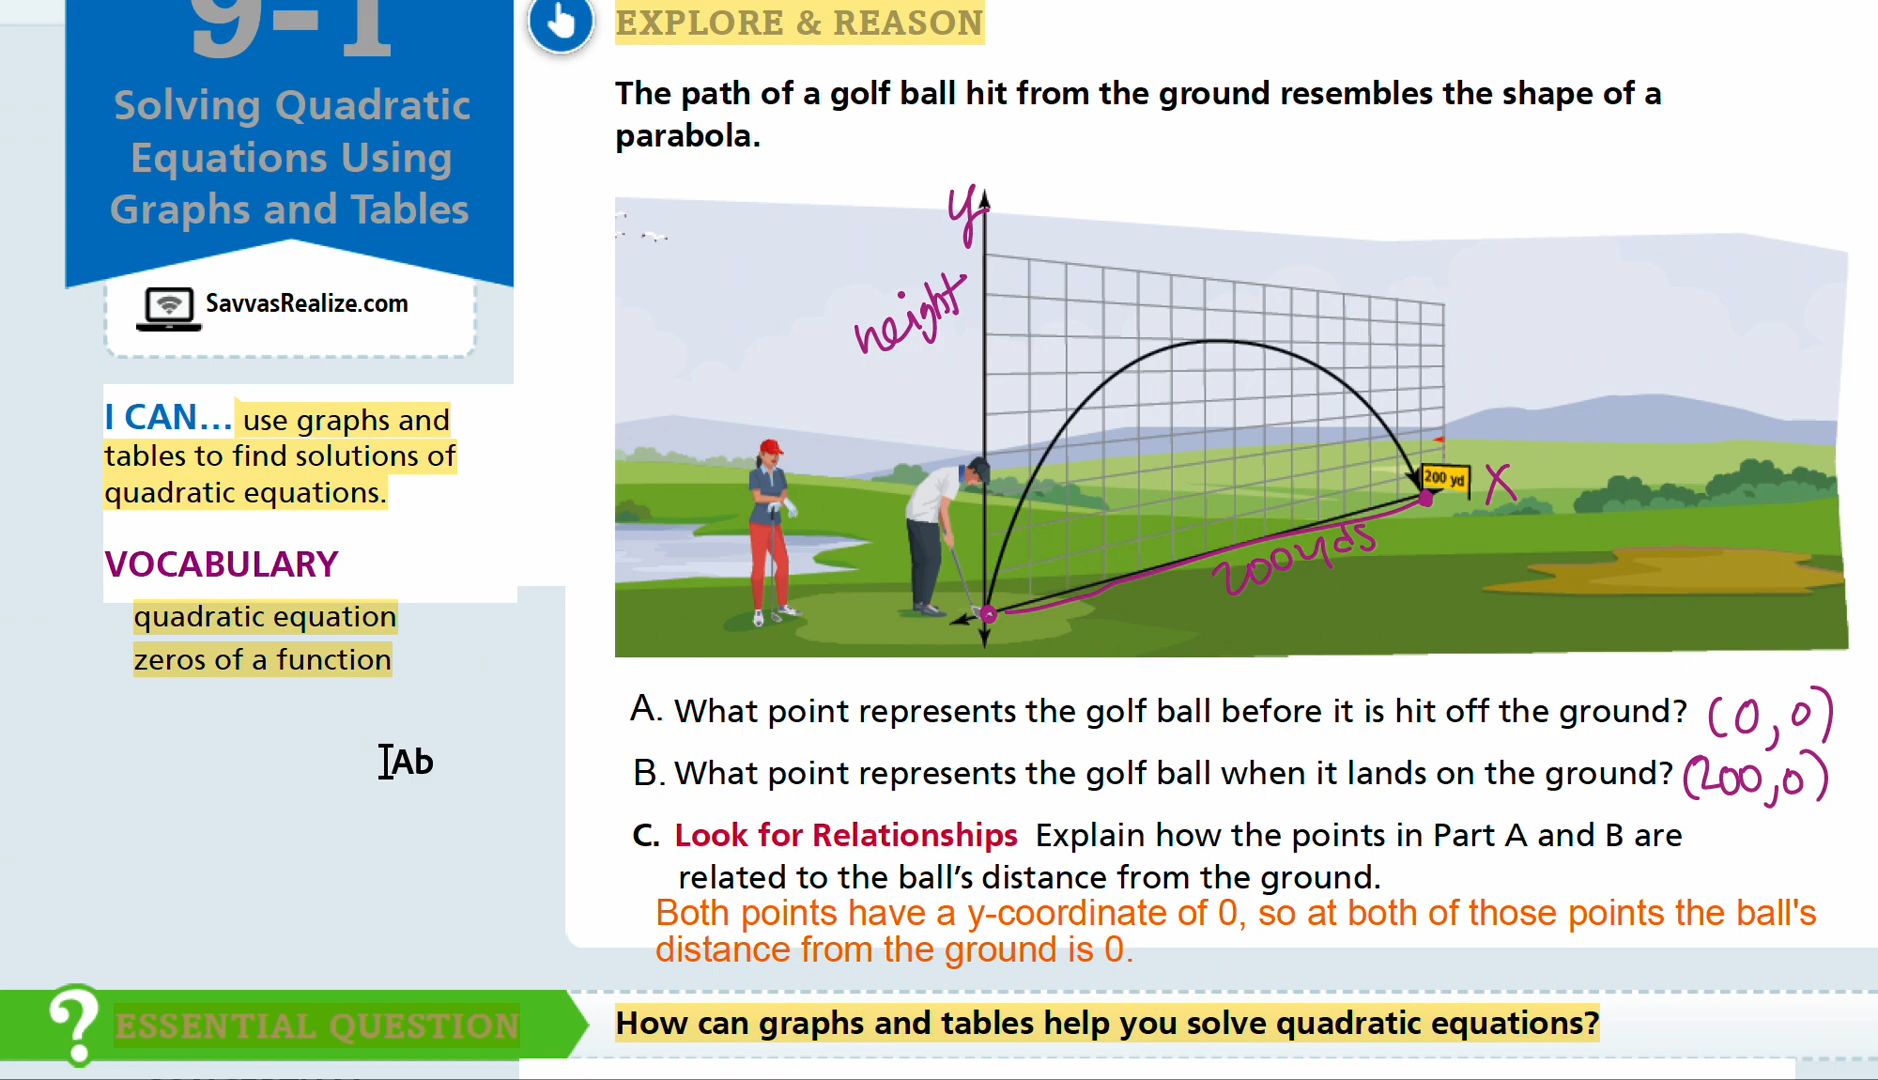 9-1
Solving Quadratic
Equations Using
Graphs and Tables
SavvasRealize.com
I CAN... use graphs and
tables to find solutions of
quadratic equations.
VOCABULARY
quadratic equation
zeros of a function
Ab
EXPLORE & REASON
The path of a golf ball hit from the ground resembles the shape of a
parabola.
y
height
200 yd
x
200 yds
A. What point represents the golf ball before it is hit off the ground? (0,0)
B. What point represents the golf ball when it lands on the ground? (200,0)
C. Look for Relationships Explain how the points in Part A and B are
related to the ball's distance from the ground.
Both points have a y-coordinate of 0, so at both of those points the ball's
distance from the ground is 0.
? ESSENTIAL QUESTION
How can graphs and tables help you solve quadratic equations?